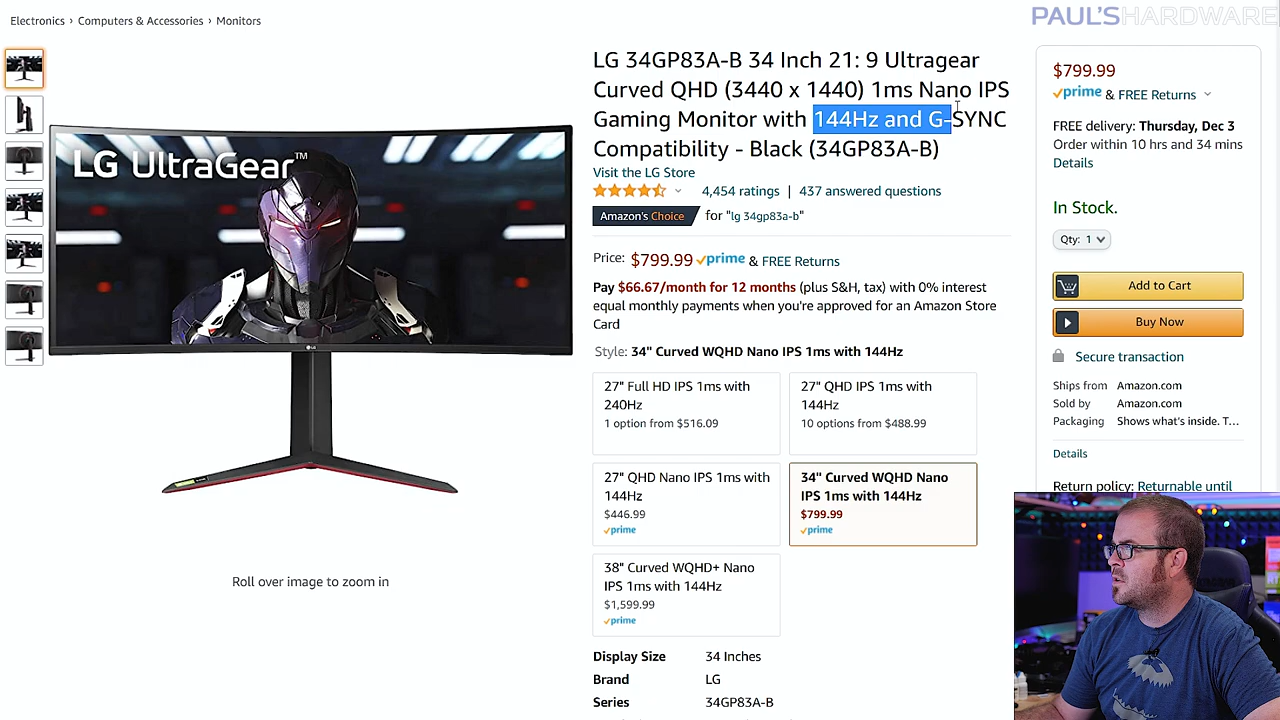 PAUL'SHARDWARE
Electronics › Computers & Accessories › Monitors
LG UltraGear™
LG
LG 34GP83A-B 34 Inch 21: 9 Ultragear
Curved QHD (3440 x 1440) 1ms Nano IPS
Gaming Monitor with 144Hz and G-SYNC
Compatibility - Black (34GP83A-B)
Visit the LG Store
4,454 ratings | 437 answered questions
Amazon's Choice for "lg 34gp83a-b"
Price: $799.99 prime & FREE Returns
Pay $66.67/month for 12 months (plus S&H, tax) with 0% interest
equal monthly payments when you're approved for an Amazon Store
Card
Style: 34" Curved WQHD Nano IPS 1ms with 144Hz
27" Full HD IPS 1ms with
240Hz
1 option from $516.09
27" QHD IPS 1ms with
144Hz
10 options from $488.99
27" QHD Nano IPS 1ms with
144Hz
$446.99
prime
34" Curved WQHD Nano
IPS 1ms with 144Hz
$799.99
prime
38" Curved WQHD+ Nano
IPS 1ms with 144Hz
$1,599.99
prime
Display Size 34 Inches
Brand LG
Series 34GP83A-B
Roll over image to zoom in
$799.99
prime & FREE Returns
FREE delivery: Thursday, Dec 3
Order within 10 hrs and 34 mins
Details
In Stock.
Qty: 1
Add to Cart
Buy Now
Secure transaction
Ships from Amazon.com
Sold by Amazon.com
Packaging Shows what's inside. T…
Details
Return policy: Returnable until